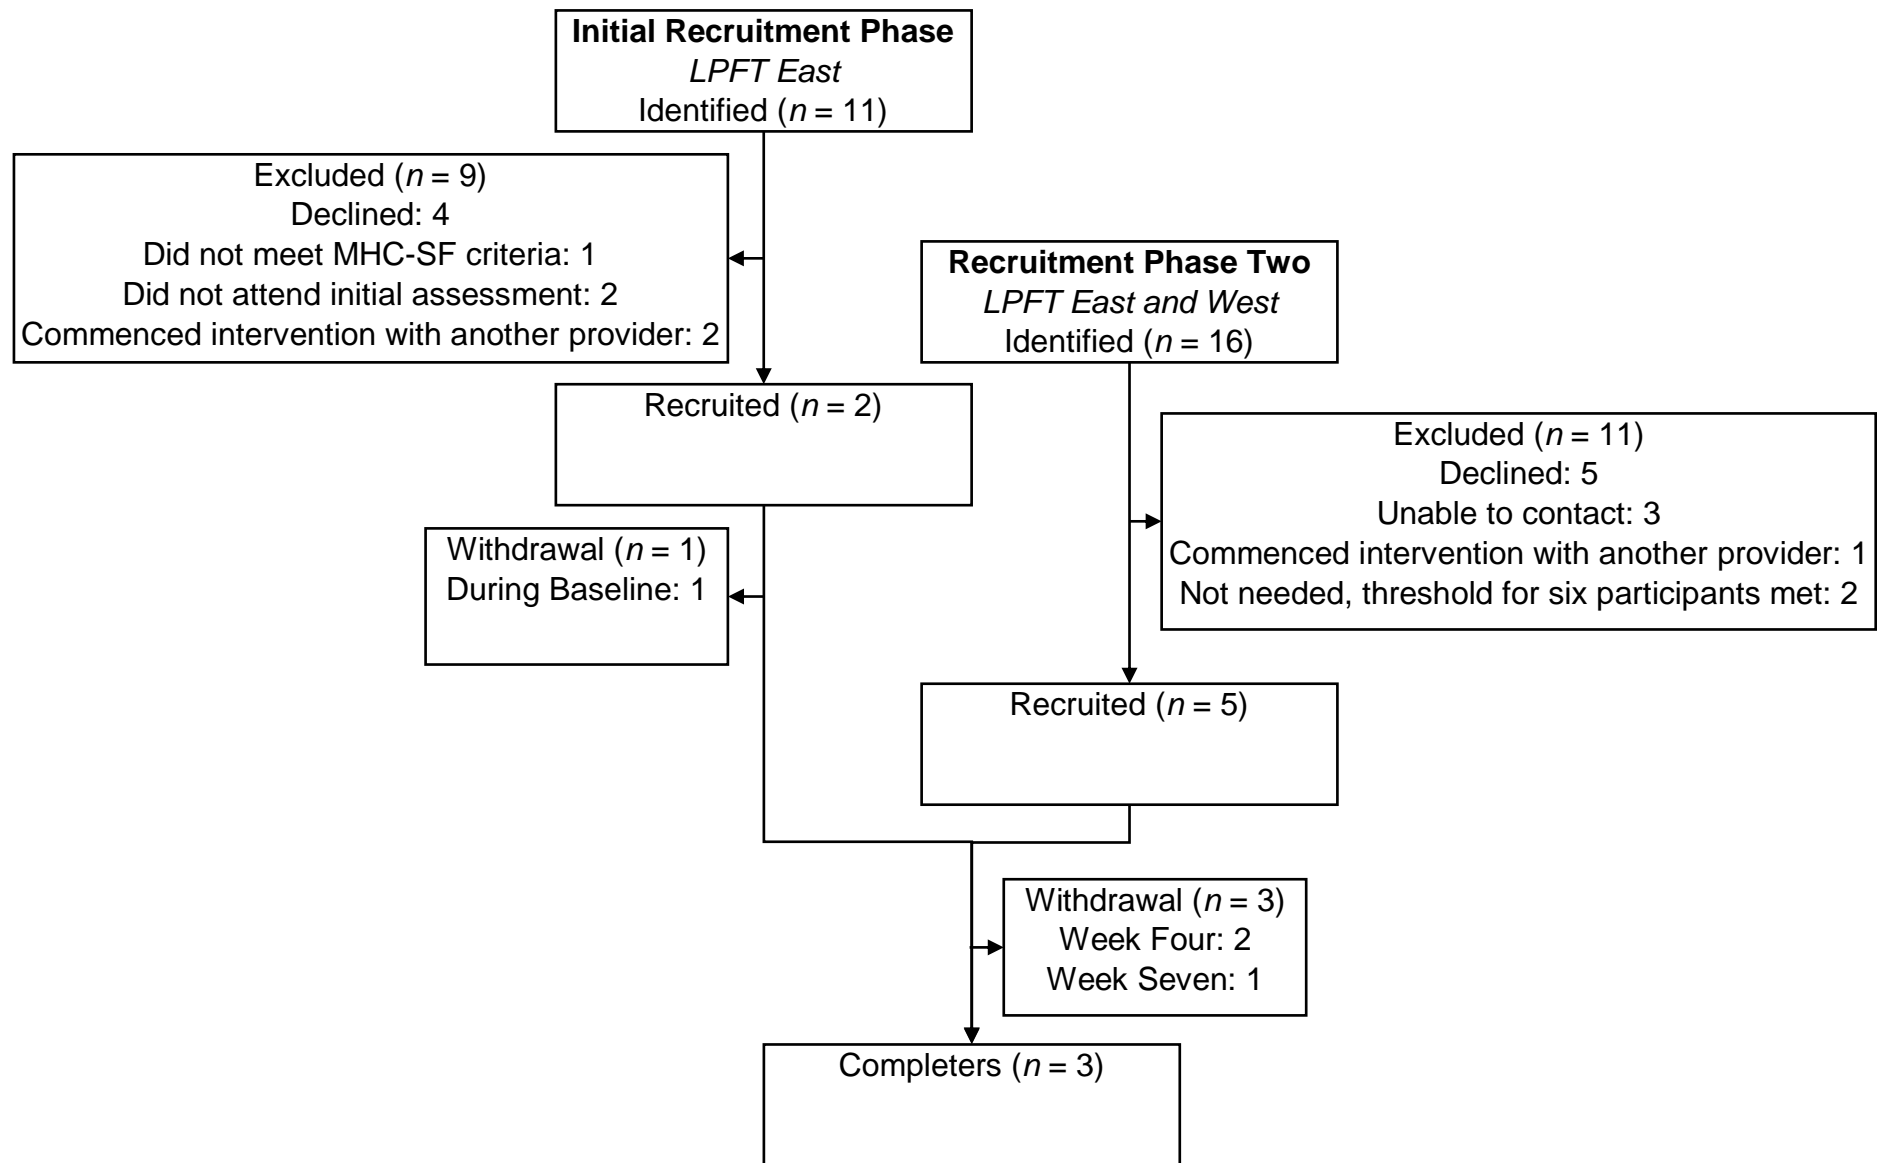 Initial Recruitment Phase
LPFT East
Identified (n = 11)
Excluded (n = 9)
Declined: 4
Did not meet MHC-SF criteria: 1
Did not attend initial assessment: 2
Commenced intervention with another provider: 2
Recruitment Phase Two
LPFT East and West
Identified (n = 16)
Recruited (n = 2)
Excluded (n = 11)
Declined: 5
Unable to contact: 3
Commenced intervention with another provider: 1
Not needed, threshold for six participants met: 2
Withdrawal (n = 1)
During Baseline: 1
Recruited (n = 5)
Withdrawal (n = 3)
Week Four: 2
Week Seven: 1
Completers (n = 3)